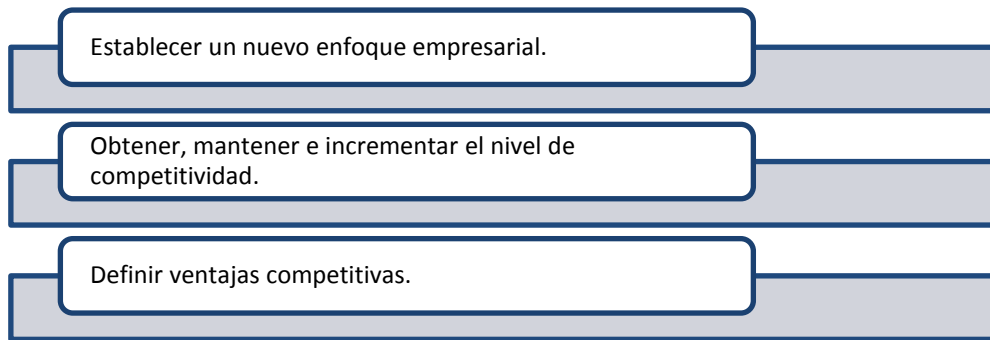 Establecer un nuevo enfoque empresarial.
Obtener, mantener e incrementar el nivel de
competitividad.
Definir ventajas competitivas.